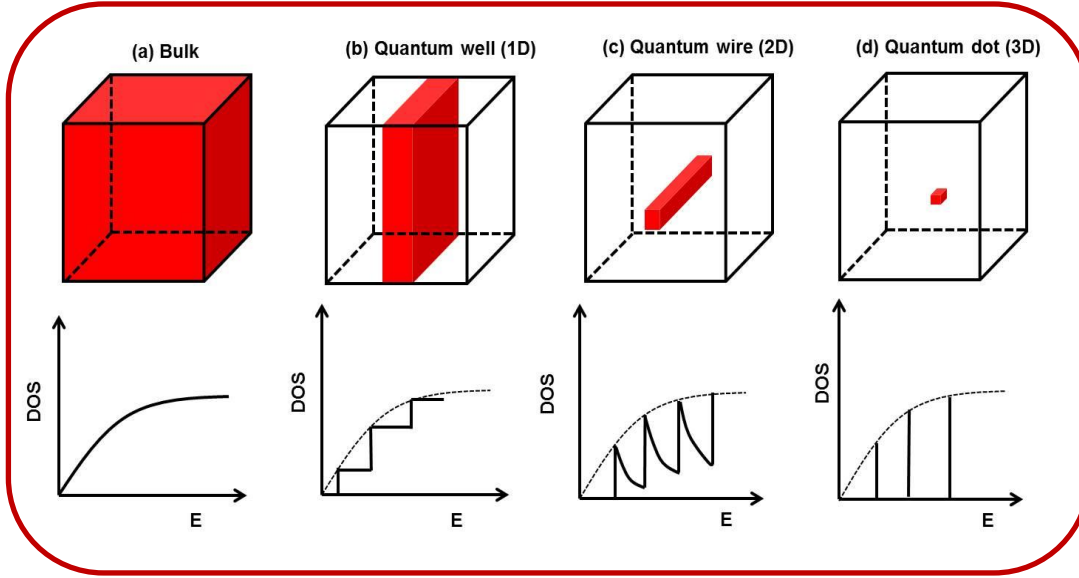 (a) Bulk
(b) Quantum well (1D)
(c) Quantum wire (2D)
(d) Quantum dot (3D)
DOS
E
DOS
E
DOS
E
DOS
E